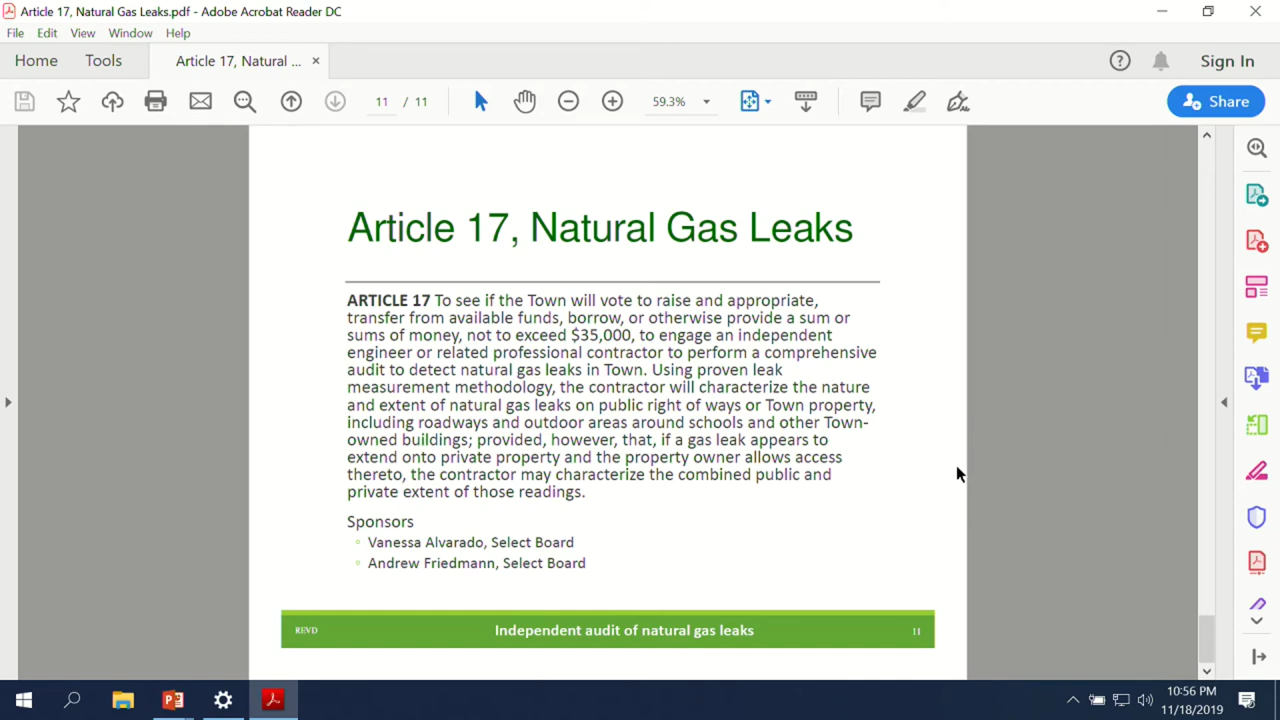 Article 17, Natural Gas Leaks.pdf - Adobe Acrobat Reader DC
File Edit View Window Help
Home Tools Article 17, Natural ... × Sign In
11 / 11 59.3% Share
Article 17, Natural Gas Leaks
ARTICLE 17 To see if the Town will vote to raise and appropriate,
transfer from available funds, borrow, or otherwise provide a sum or
sums of money, not to exceed $35,000, to engage an independent
engineer or related professional contractor to perform a comprehensive
audit to detect natural gas leaks in Town. Using proven leak
measurement methodology, the contractor will characterize the nature
and extent of natural gas leaks on public right of ways or Town property,
including roadways and outdoor areas around schools and other Town-
owned buildings; provided, however, that, if a gas leak appears to
extend onto private property and the property owner allows access
thereto, the contractor may characterize the combined public and
private extent of those readings.
Sponsors
Vanessa Alvarado, Select Board
Andrew Friedmann, Select Board
REVD Independent audit of natural gas leaks 11
10:56 PM
11/18/2019